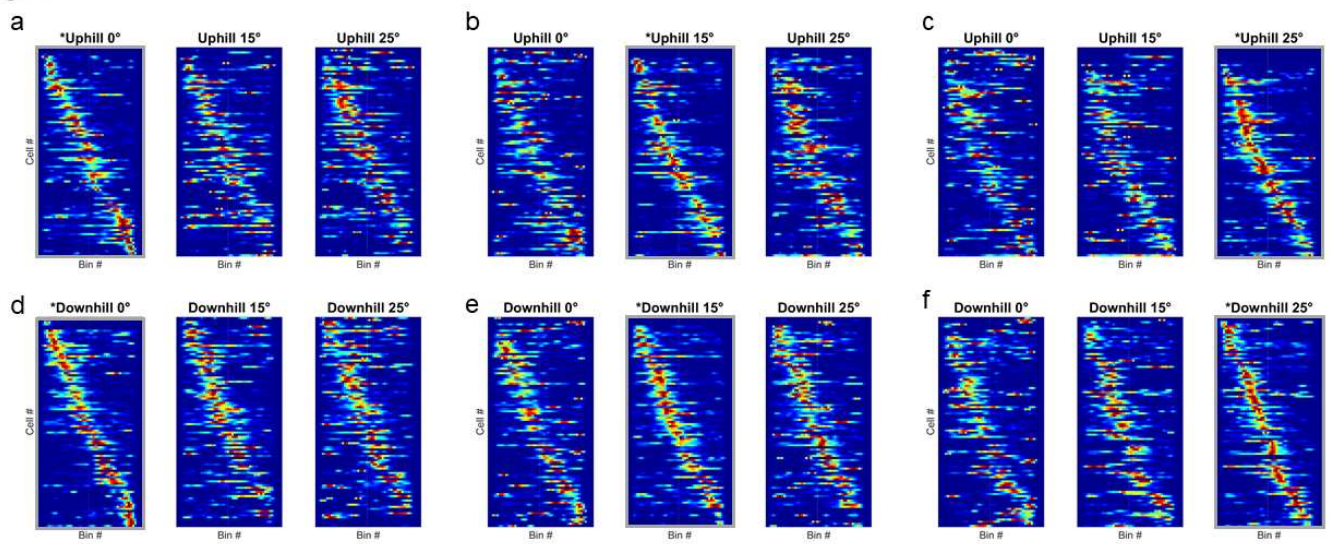 a
*Uphill 0°
Uphill 15°
Uphill 25°
b
Uphill 0°
*Uphill 15°
Uphill 25°
c
Uphill 0°
Uphill 15°
*Uphill 25°
Cell #
Bin #
Bin #
Bin #
Cell #
Bin #
Bin #
Bin #
Cell #
Bin #
Bin #
Bin #
d
*Downhill 0°
Downhill 15°
Downhill 25°
e
Downhill 0°
*Downhill 15°
Downhill 25°
f
Downhill 0°
Downhill 15°
*Downhill 25°
Cell #
Bin #
Bin #
Bin #
Cell #
Bin #
Bin #
Bin #
Cell #
Bin #
Bin #
Bin #